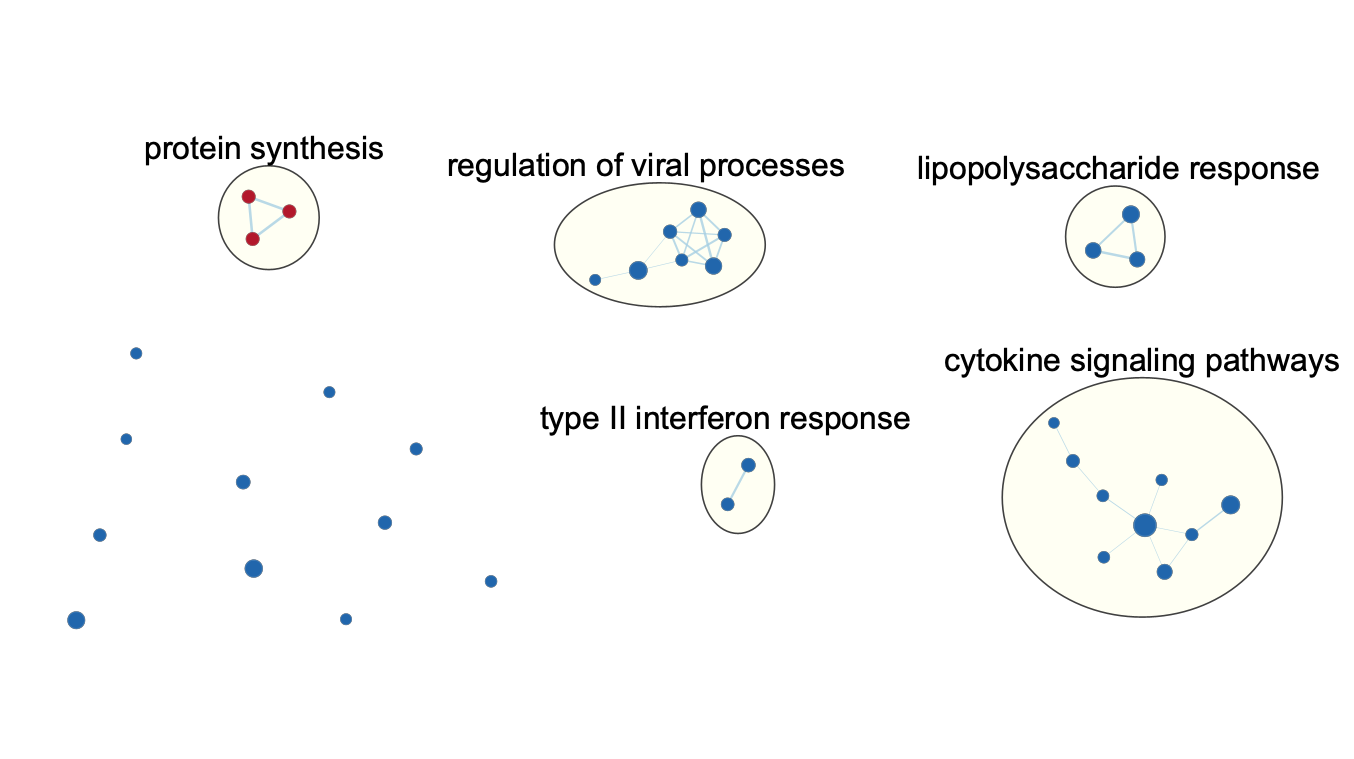 protein synthesis
regulation of viral processes
lipopolysaccharide response
cytokine signaling pathways
type II interferon response